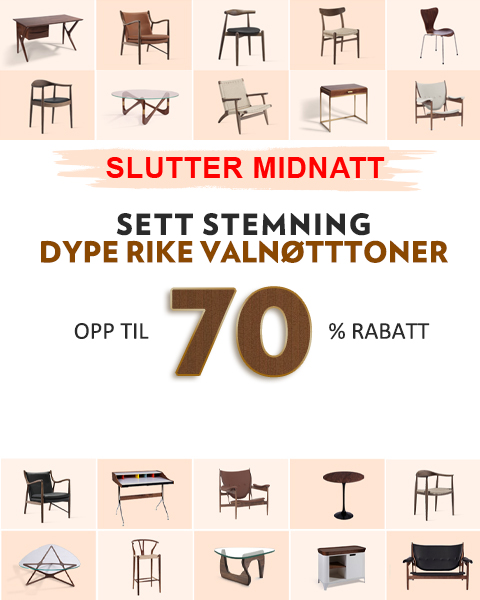 SLUTTER MIDNATT
SETT STEMNING
DYPE RIKE VALNØTTTONER
OPP TIL 70 % RABATT